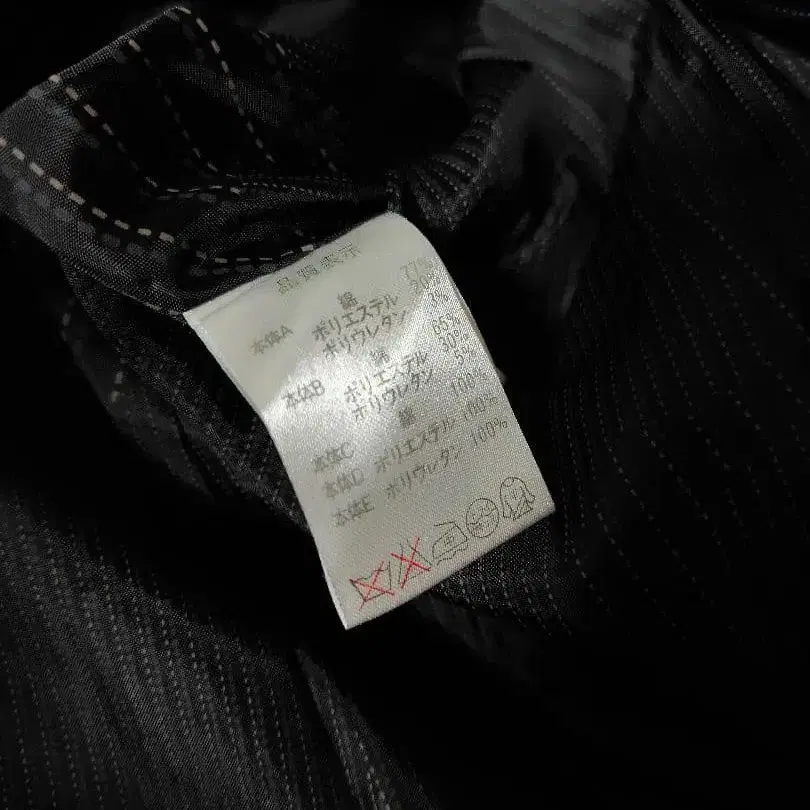 品質表示
本体A 綿 77%
ポリエステル 20%
ポリウレタン 3%
本体B 綿 65%
ポリエステル 30%
ポリウレタン 5%
本体C 綿 100%
本体D ポリエステル 100%
本体E ポリウレタン 100%